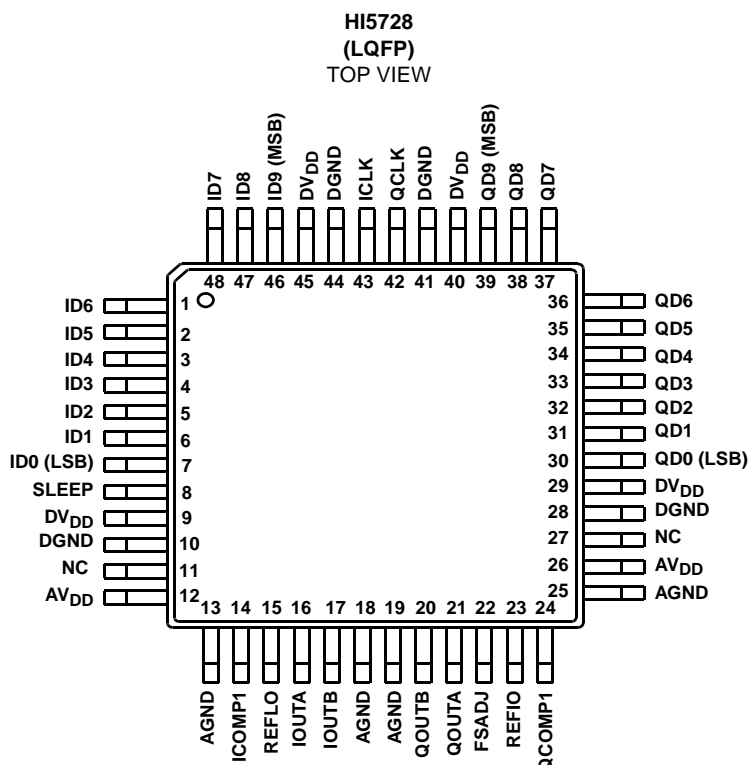 HI5728
(LQFP)
TOP VIEW
ID7
ID8
ID9 (MSB)
DVDD
DGND
ICLK
QCLK
DGND
DVDD
QD9 (MSB)
QD8
QD7
48 47 46 45 44 43 42 41 40 39 38 37
ID6 1
ID5 2
ID4 3
ID3 4
ID2 5
ID1 6
ID0 (LSB) 7
SLEEP 8
DVDD 9
DGND 10
NC 11
AVDD 12
36 QD6
35 QD5
34 QD4
33 QD3
32 QD2
31 QD1
30 QD0 (LSB)
29 DVDD
28 DGND
27 NC
26 AVDD
25 AGND
13 14 15 16 17 18 19 20 21 22 23 24
AGND
ICOMP1
REFLO
IOUTA
IOUTB
AGND
AGND
QOUTB
QOUTA
FSADJ
REFIO
QCOMP1